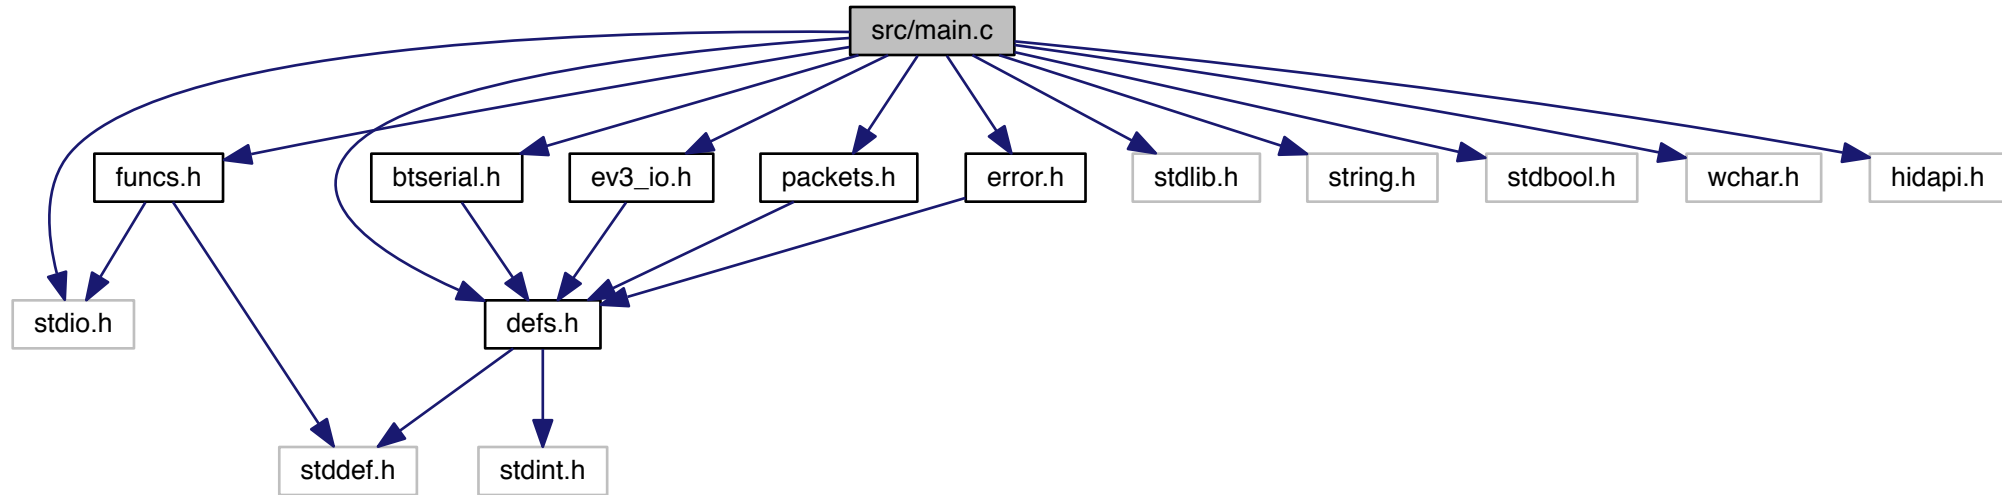 src/main.c
funcs.h
btserial.h
ev3_io.h
packets.h
error.h
stdlib.h
string.h
stdbool.h
wchar.h
hidapi.h
stdio.h
defs.h
stddef.h
stdint.h